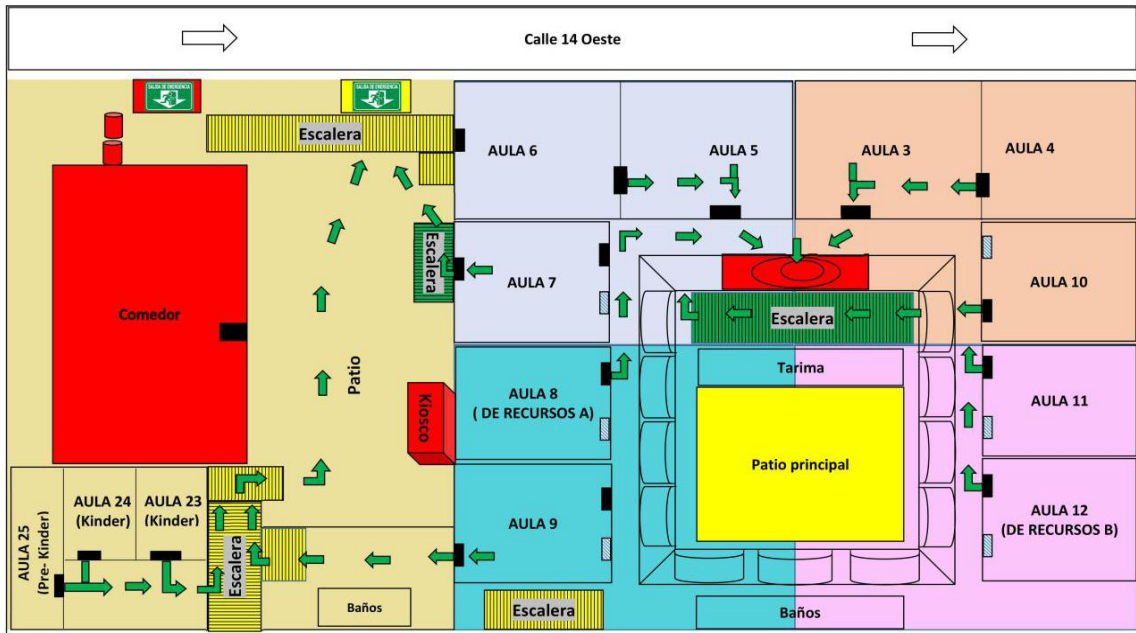 Calle 14 Oeste
SALIDA DE EMERGENCIA
SALIDA DE EMERGENCIA
Escalera
AULA 6
AULA 5
AULA 3
AULA 4
Escalera
AULA 7
AULA 10
Comedor
Escalera
Patio
Tarima
Kiosco
AULA 8
( DE RECURSOS A)
AULA 11
Patio principal
AULA 25
(Pre- Kinder)
AULA 24
(Kinder)
AULA 23
(Kinder)
Escalera
AULA 9
AULA 12
(DE RECURSOS B)
Baños
Escalera
Baños